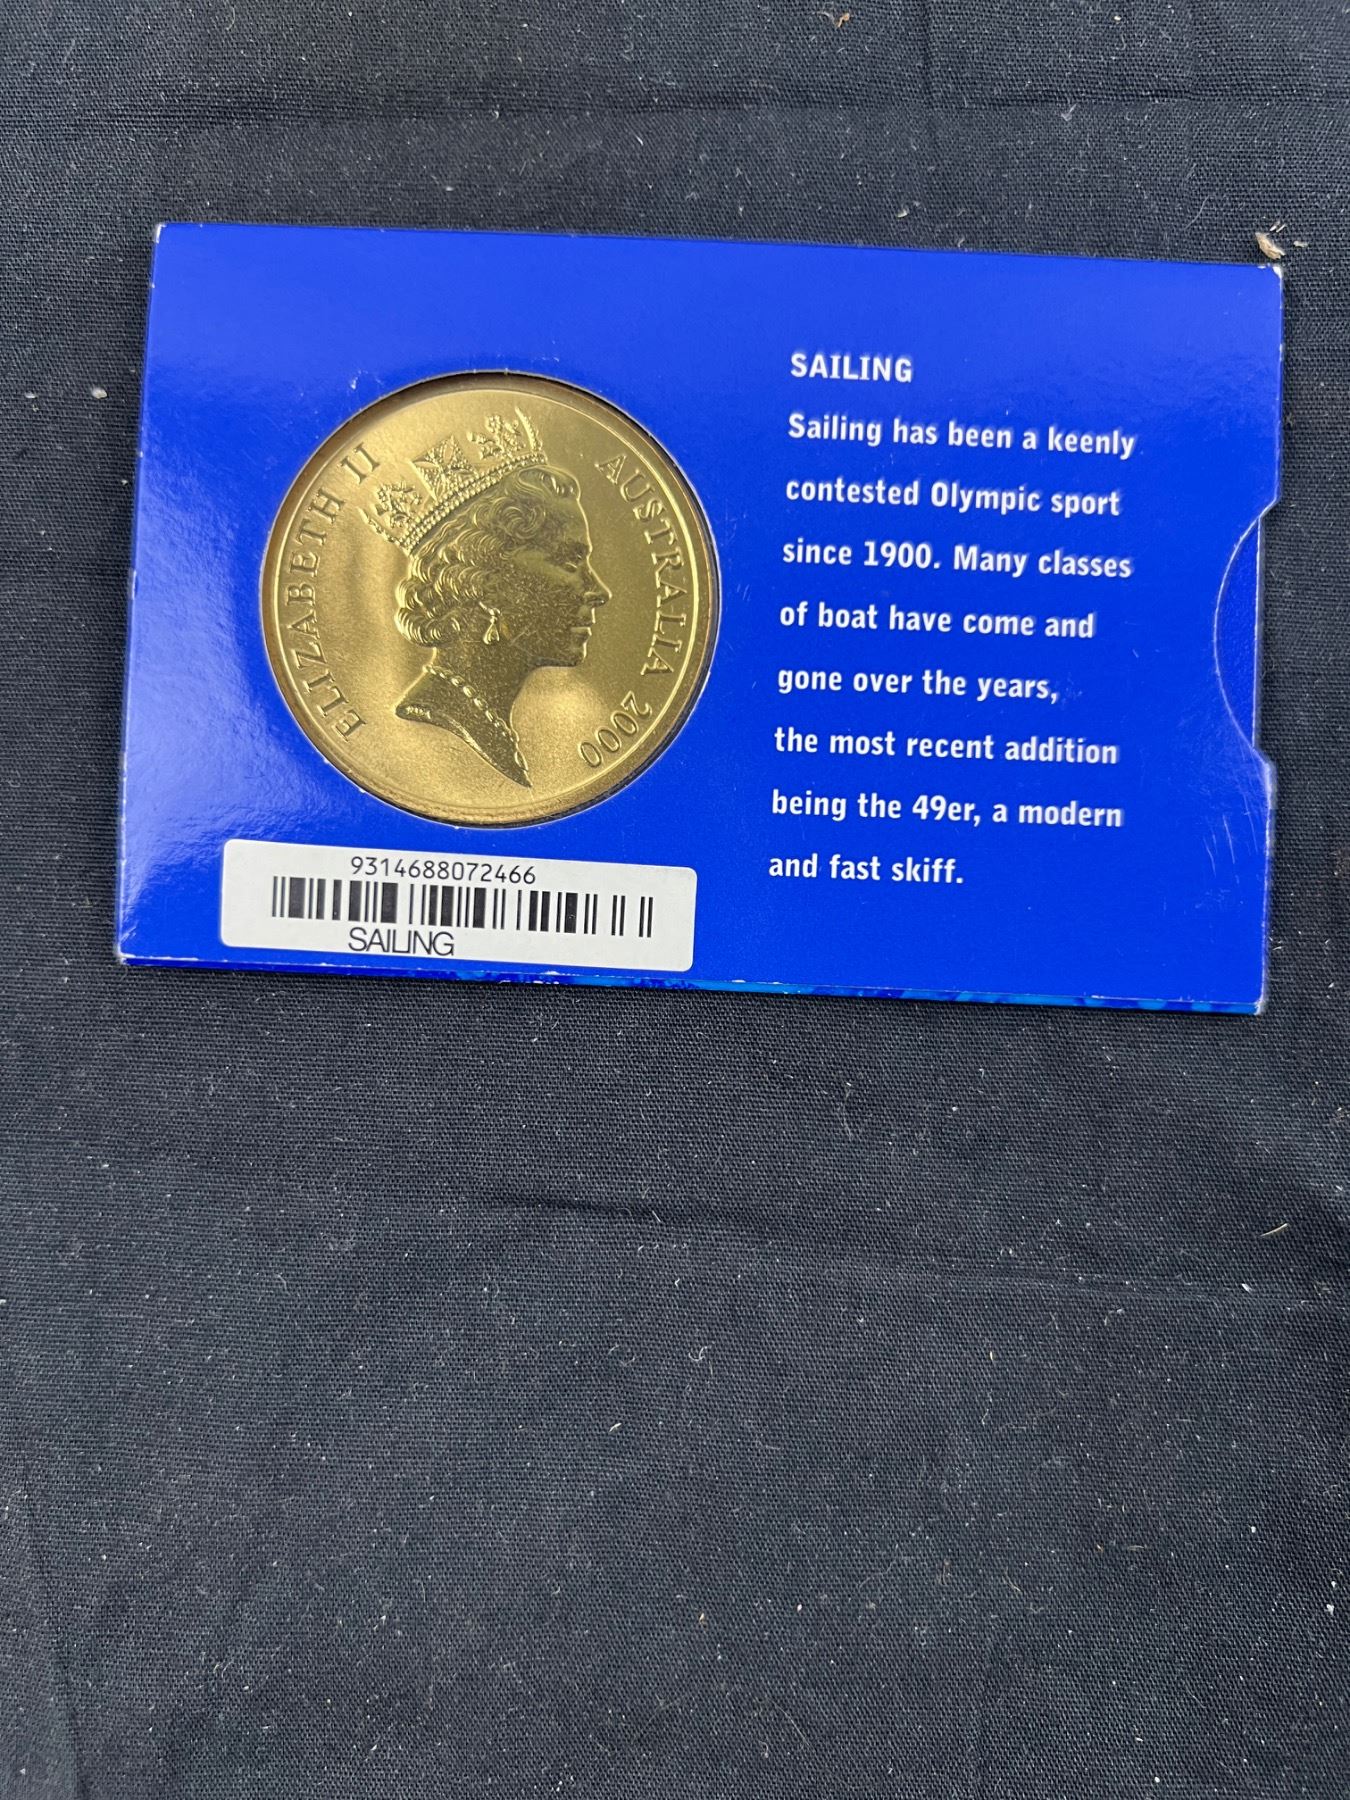 ELIZABETH II
AUSTRALIA 2000
SAILING
Sailing has been a keenly
contested Olympic sport
since 1900. Many classes
of boat have come and
gone over the years,
the most recent addition
being the 49er, a modern
and fast skiff.
9314688072466
SAILING